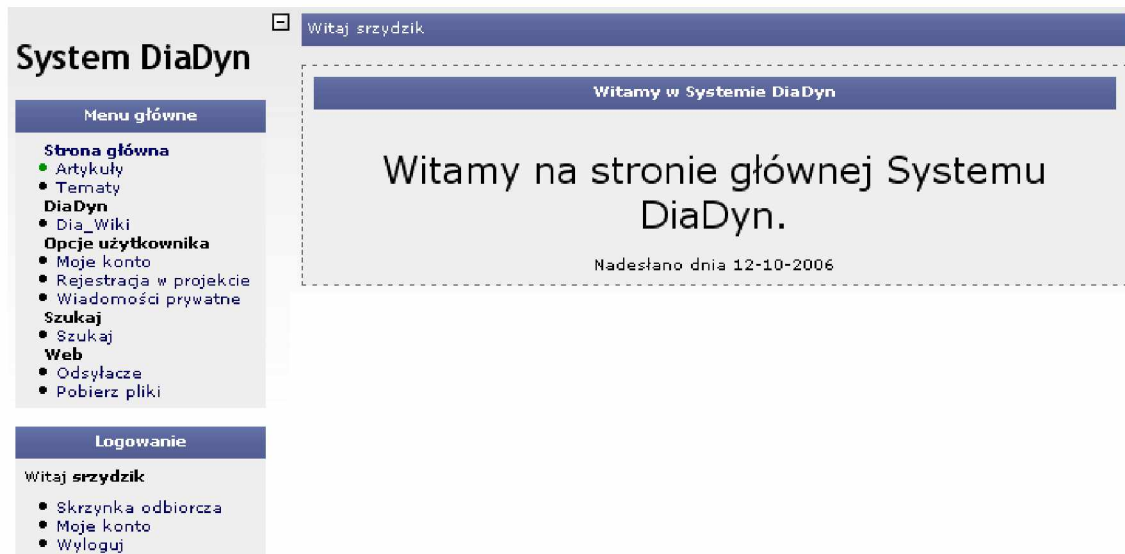 System DiaDyn
Menu główne
Strona główna
Artykuły
Tematy
DiaDyn
Dia_Wiki
Opcje użytkownika
Moje konto
Rejestracja w projekcie
Wiadomości prywatne
Szukaj
Szukaj
Web
Odsyłacze
Pobierz pliki
Logowanie
Witaj srzydzik
Skrzynka odbiorcza
Moje konto
Wyloguj
Witaj srzydzik
Witamy w Systemie DiaDyn
Witamy na stronie głównej Systemu
DiaDyn.
Nadesłano dnia 12-10-2006